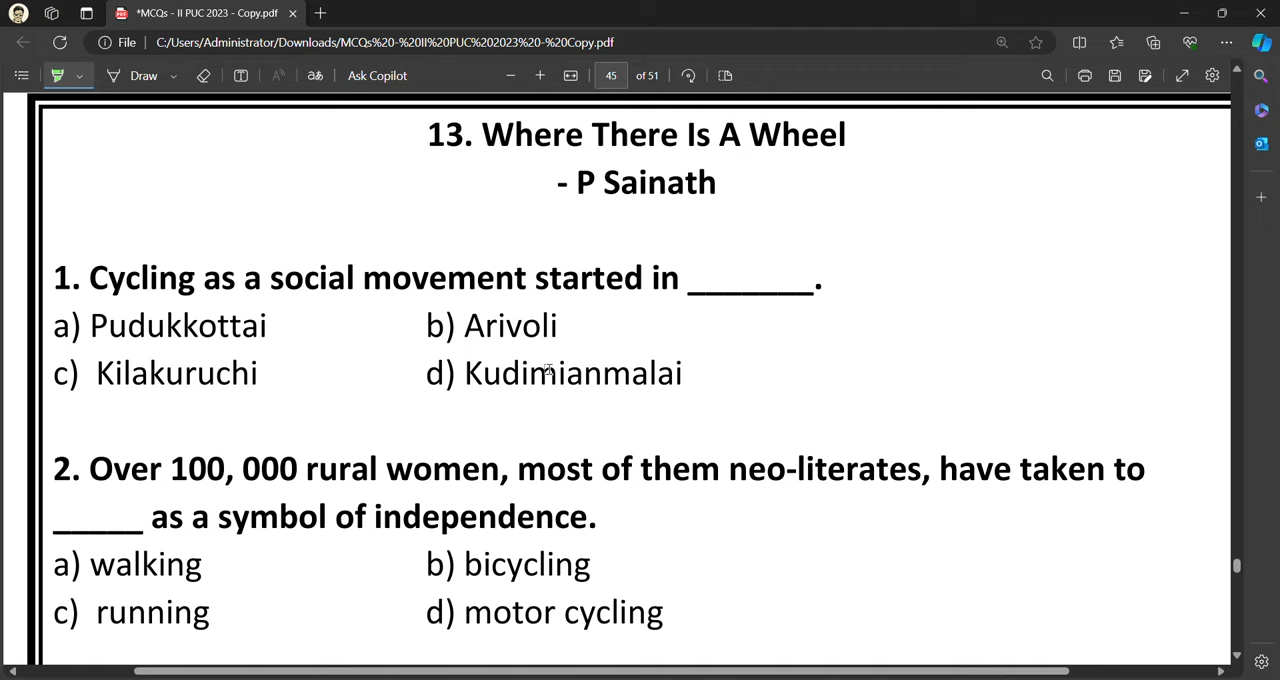 *MCQs - II PUC 2023 - Copy.pdf
File C:/Users/Administrator/Downloads/MCQs%20-%20II%20PUC%202023%20-%20Copy.pdf
Draw Ask Copilot 45 of 51
13. Where There Is A Wheel
- P Sainath
1. Cycling as a social movement started in _______.
a) Pudukkottai b) Arivoli
c) Kilakuruchi d) Kudimianmalai
2. Over 100, 000 rural women, most of them neo-literates, have taken to
_____ as a symbol of independence.
a) walking b) bicycling
c) running d) motor cycling